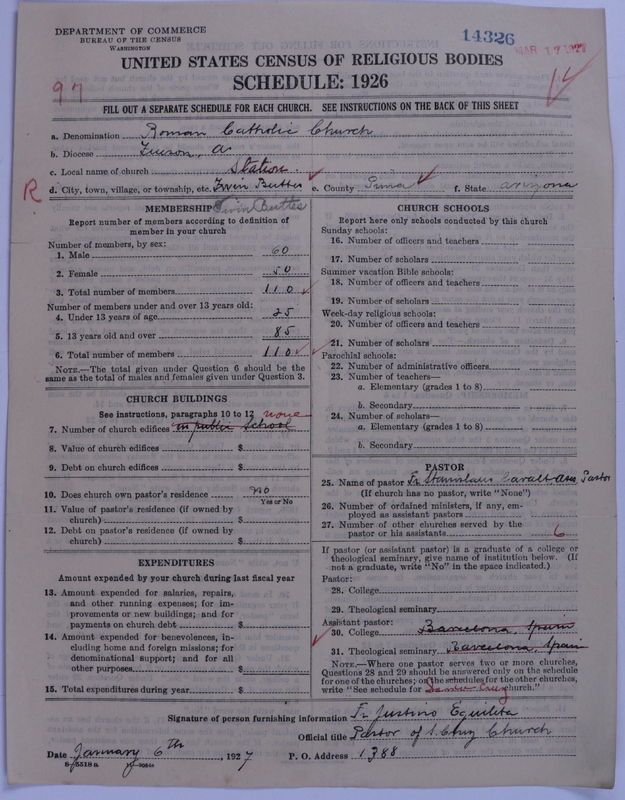 DEPARTMENT OF COMMERCE
BUREAU OF THE CENSUS
WASHINGTON
14326
UNITED STATES CENSUS OF RELIGIOUS BODIES
SCHEDULE: 1926
97
FILL OUT A SEPARATE SCHEDULE FOR EACH CHURCH. SEE INSTRUCTIONS ON THE BACK OF THIS SHEET
a. Denomination Roman Catholic Church
b. Diocese Tucson, A
c. Local name of church Station
R
d. City, town, village, or township, etc. Twin Buttes e. County Pima f. State Arizona
MEMBERSHIP Twin Buttes
Report number of members according to definition of member in your church
Number of members, by sex:
1. Male 60
2. Female 50
3. Total number of members 110
Number of members under and over 13 years old:
4. Under 13 years of age 25
5. 13 years old and over 85
6. Total number of members 110
NOTE.—The total given under Question 6 should be
same as the total of males and females given under Question 3.
CHURCH BUILDINGS
See instructions, paragraphs 10 to 12 none
7. Number of church edifices in public School
8. Value of church edifices $
9. Debt on church edifices $
10. Does church own pastor's residence no
Yes or No
11. Value of pastor's residence (if owned by
church) $
12. Debt on pastor's residence (if owned by
church) $
EXPENDITURES
Amount expended by your church during last fiscal year
13. Amount expended for salaries, repairs,
and other running expenses; for im-
provements or new buildings; and for
payments on church debt $
14. Amount expended for benevolences, in-
cluding home and foreign missions; for
denominational support; and for all
other purposes $
15. Total expenditures during year $
CHURCH SCHOOLS
Report here only schools conducted by this church
Sunday schools:
16. Number of officers and teachers
17. Number of scholars
Summer vacation Bible schools:
18. Number of officers and teachers
19. Number of scholars
Week-day religious schools:
20. Number of officers and teachers
21. Number of scholars
Parochial schools:
22. Number of administrative officers
23. Number of teachers—
a. Elementary (grades 1 to 8)
b. Secondary
24. Number of scholars—
a. Elementary (grades 1 to 8)
b. Secondary
PASTOR
25. Name of pastor Fr. Stanislaus Pastor
(If church has no pastor, write "None")
26. Number of ordained ministers, if any, em-
ployed as assistant pastors
27. Number of other churches served by the
pastor or his assistants 6
If pastor (or assistant pastor) is a graduate of a college or
theological seminary, give name of institution below. (If
not a graduate, write "No" in the space indicated.)
Pastor:
28. College
29. Theological seminary
Assistant pastor:
30. College Barcelona, Spain
31. Theological seminary Barcelona, Spain
NOTE.—Where one pastor serves two or more churches,
Questions 28 and 29 should be answered only on the schedule
for one of the churches; on the schedules for the other churches,
write "See schedule for Santa Cruz church."
Signature of person furnishing information Fr. Justino Eguileta
Official title Pastor of S. Cruz Church
Date January 6th, 1927 P. O. Address 1388